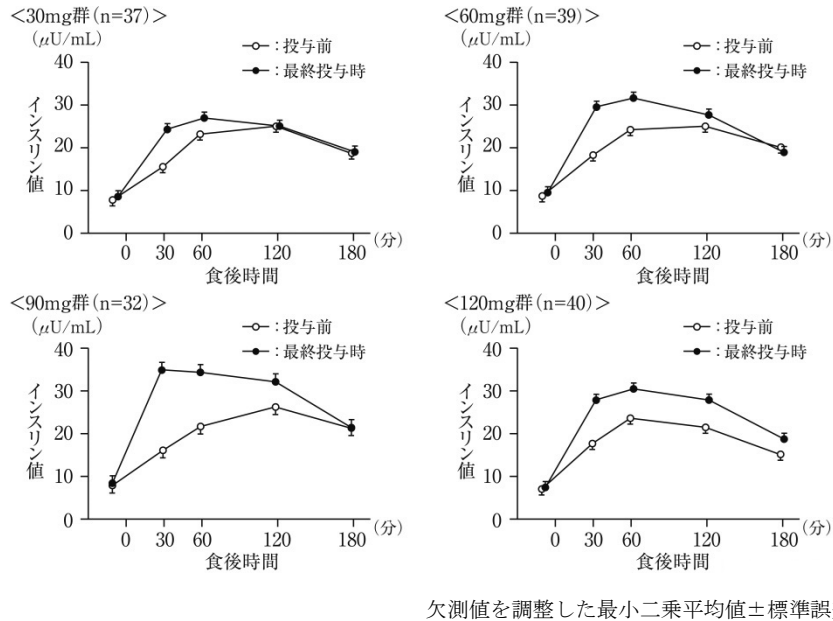 <30mg群(n=37)>
(μU/mL)
○:投与前
●:最終投与時
40
30
20
10
0
インスリン値
0 30 60 120 180 (分)
食後時間
<60mg群(n=39)>
(μU/mL)
○:投与前
●:最終投与時
40
30
20
10
0
インスリン値
0 30 60 120 180 (分)
食後時間
<90mg群(n=32)>
(μU/mL)
○:投与前
●:最終投与時
40
30
20
10
0
インスリン値
0 30 60 120 180 (分)
食後時間
<120mg群(n=40)>
(μU/mL)
○:投与前
●:最終投与時
40
30
20
10
0
インスリン値
0 30 60 120 180 (分)
食後時間
欠測値を調整した最小二乗平均値±標準誤